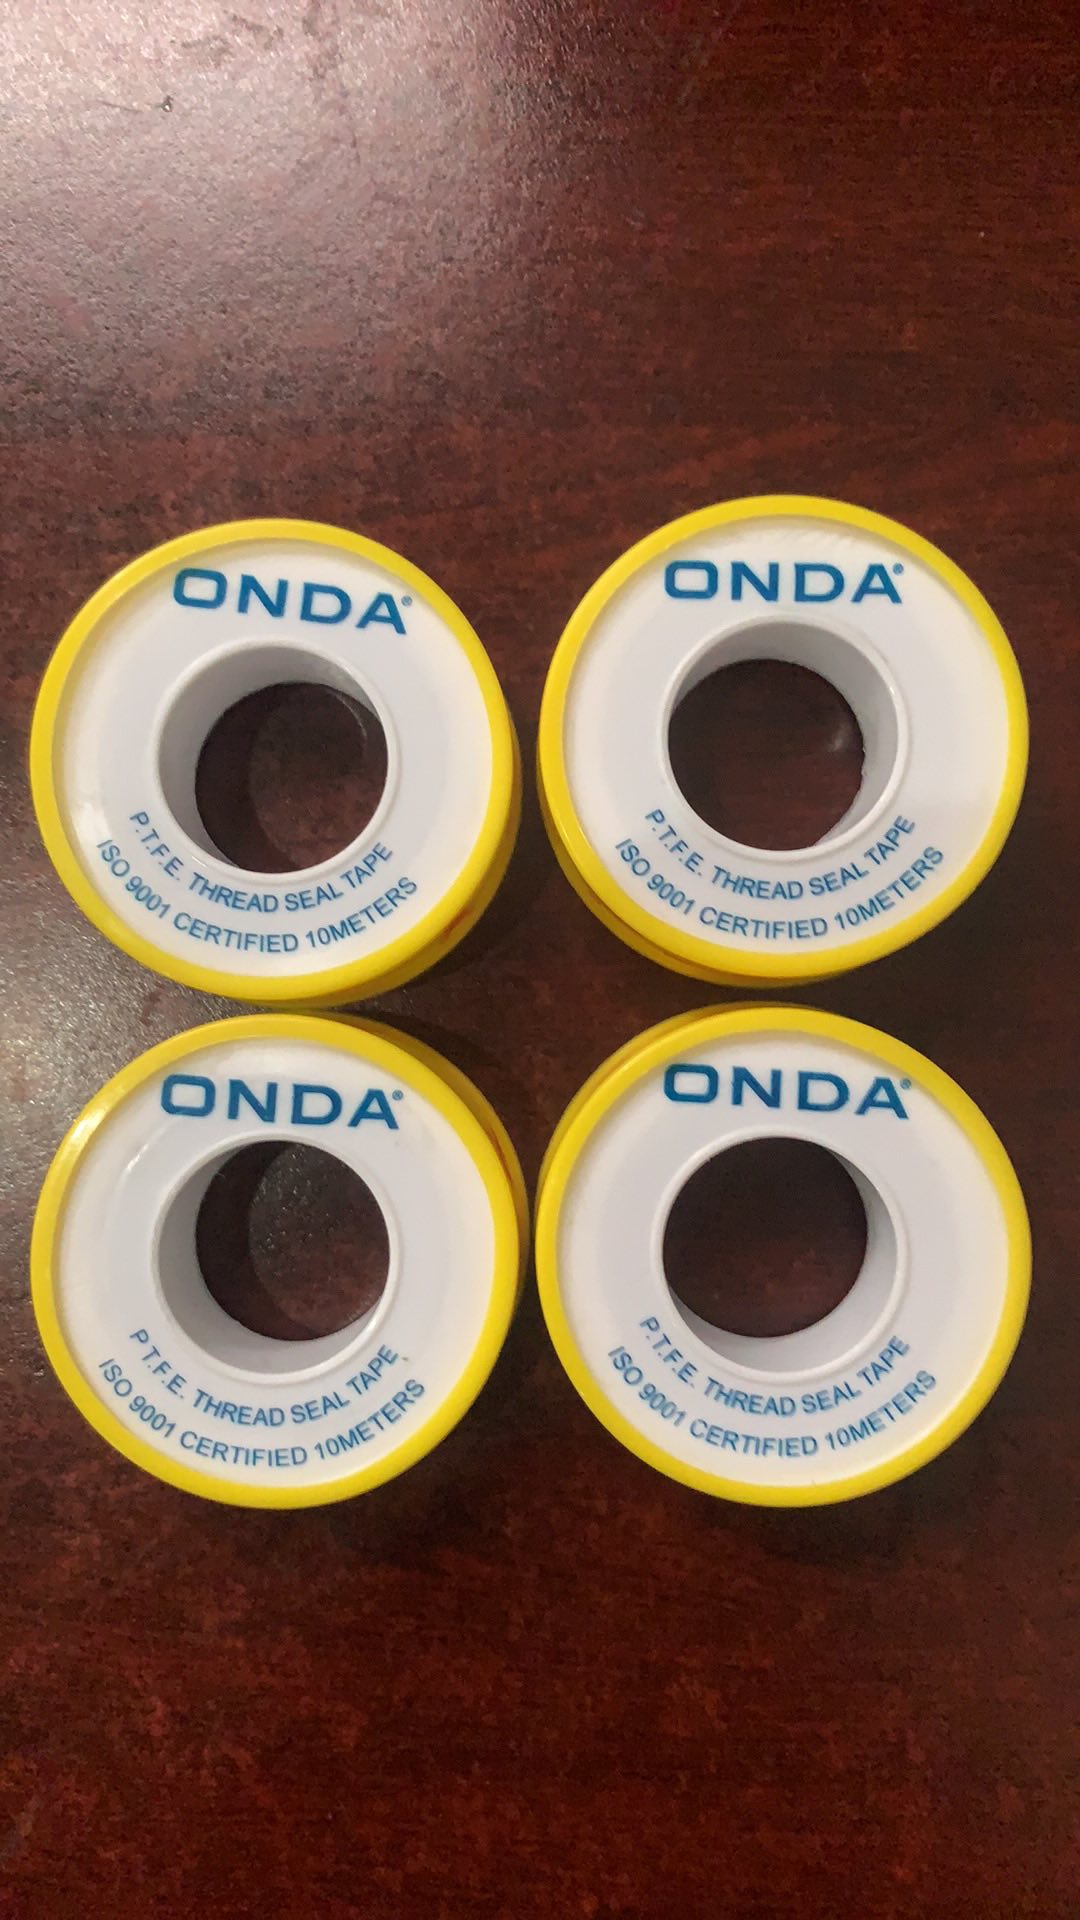 ONDA®
P.T.F.E. THREAD SEAL TAPE
ISO 9001 CERTIFIED 10METERS
ONDA®
P.T.F.E. THREAD SEAL TAPE
ISO 9001 CERTIFIED 10METERS
ONDA®
P.T.F.E. THREAD SEAL TAPE
ISO 9001 CERTIFIED 10METERS
ONDA®
P.T.F.E. THREAD SEAL TAPE
ISO 9001 CERTIFIED 10METERS